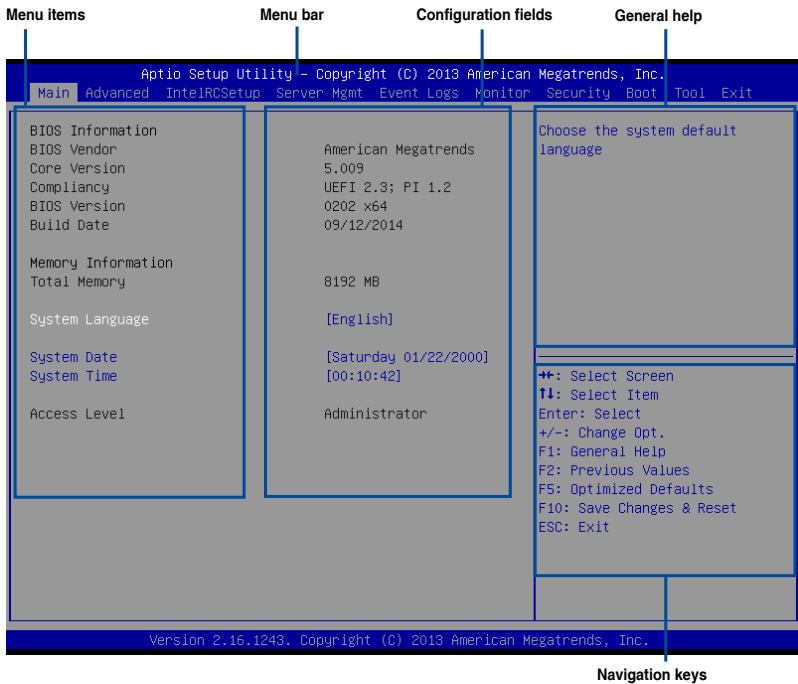 Menu items Menu bar Configuration fields General help
Aptio Setup Utility – Copyright (C) 2013 American Megatrends, Inc.
Main Advanced IntelRCSetup Server Mgmt Event Logs Monitor Security Boot Tool Exit
BIOS Information
BIOS Vendor American Megatrends
Core Version 5.009
Compliancy UEFI 2.3; PI 1.2
BIOS Version 0202 x64
Build Date 09/12/2014
Memory Information
Total Memory 8192 MB
System Language [English]
System Date [Saturday 01/22/2000]
System Time [00:10:42]
Access Level Administrator
Choose the system default
language
→←: Select Screen
↑↓: Select Item
Enter: Select
+/-: Change Opt.
F1: General Help
F2: Previous Values
F5: Optimized Defaults
F10: Save Changes & Reset
ESC: Exit
Version 2.16.1243. Copyright (C) 2013 American Megatrends, Inc.
Navigation keys